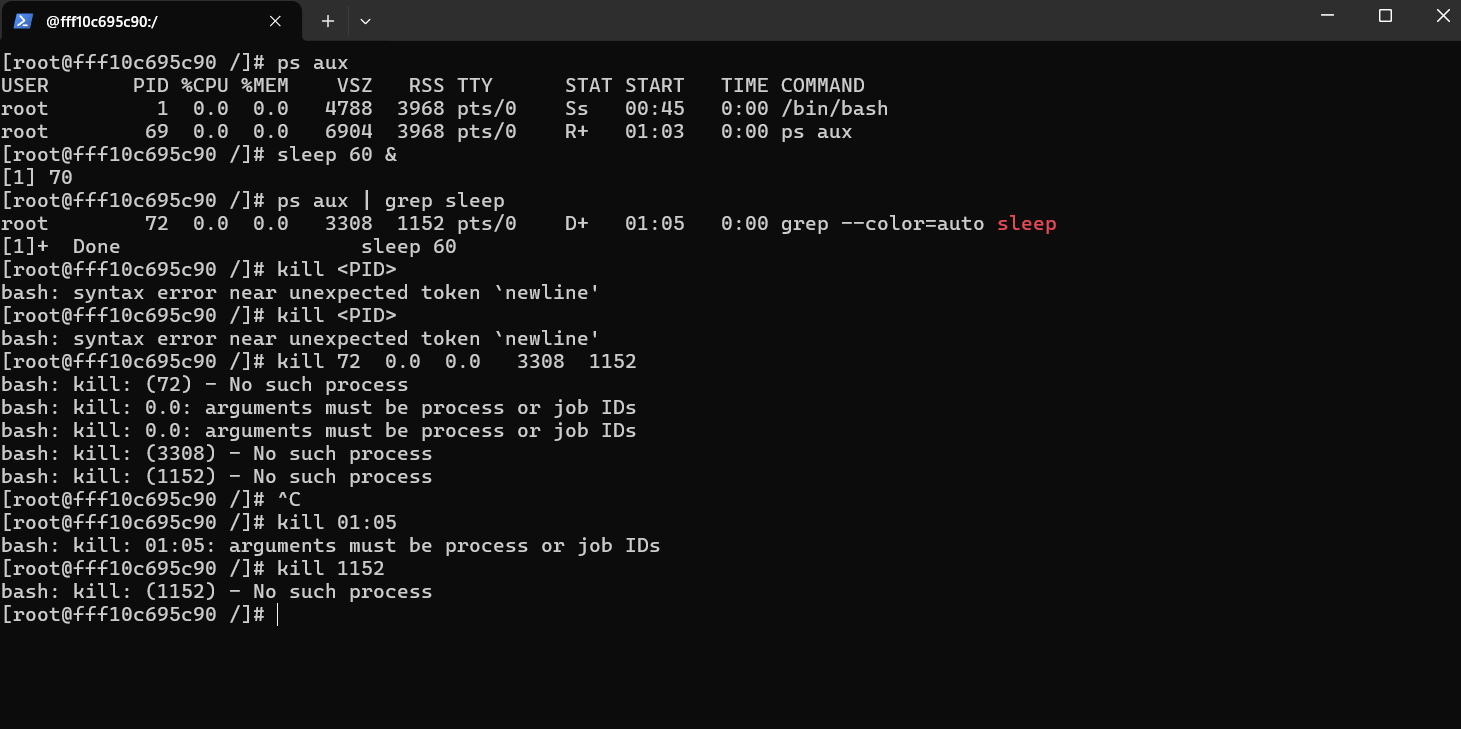 @fff10c695c90:/
[root@fff10c695c90 /]# ps aux
USER         PID %CPU %MEM    VSZ   RSS TTY      STAT START   TIME COMMAND
root           1  0.0  0.0   4788  3968 pts/0    Ss   00:45   0:00 /bin/bash
root          69  0.0  0.0   6904  3968 pts/0    R+   01:03   0:00 ps aux
[root@fff10c695c90 /]# sleep 60 &
[1] 70
[root@fff10c695c90 /]# ps aux | grep sleep
root          72  0.0  0.0   3308  1152 pts/0    D+   01:05   0:00 grep --color=auto sleep
[1]+  Done                    sleep 60
[root@fff10c695c90 /]# kill <PID>
bash: syntax error near unexpected token `newline'
[root@fff10c695c90 /]# kill <PID>
bash: syntax error near unexpected token `newline'
[root@fff10c695c90 /]# kill 72  0.0  0.0   3308  1152
bash: kill: (72) - No such process
bash: kill: 0.0: arguments must be process or job IDs
bash: kill: 0.0: arguments must be process or job IDs
bash: kill: (3308) - No such process
bash: kill: (1152) - No such process
[root@fff10c695c90 /]# ^C
[root@fff10c695c90 /]# kill 01:05
bash: kill: 01:05: arguments must be process or job IDs
[root@fff10c695c90 /]# kill 1152
bash: kill: (1152) - No such process
[root@fff10c695c90 /]#